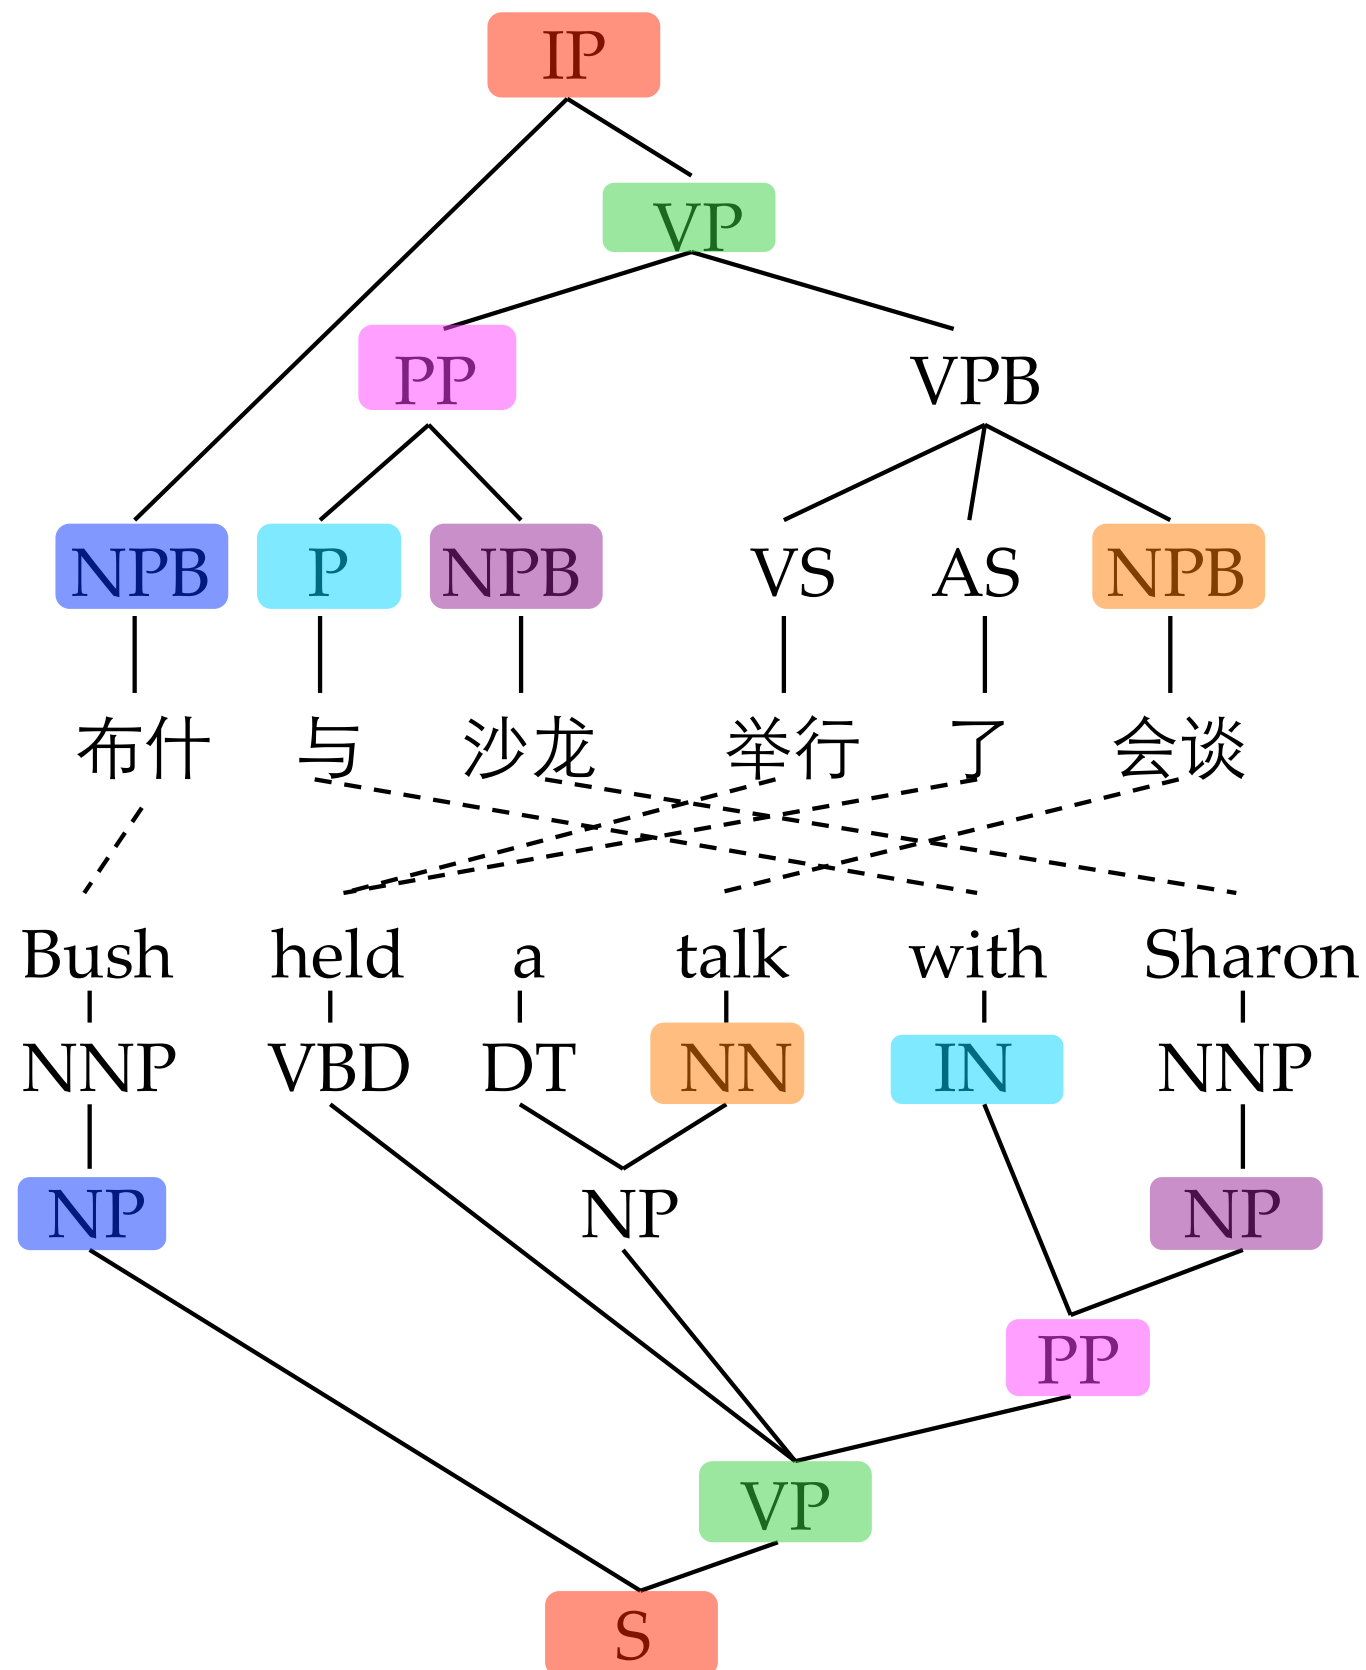 IP
VP
PP VPB
NPB P NPB VS AS NPB
布什 与 沙龙 举行 了 会谈
Bush held a talk with Sharon
NNP VBD DT NN IN NNP
NP NP NP
PP
VP
S